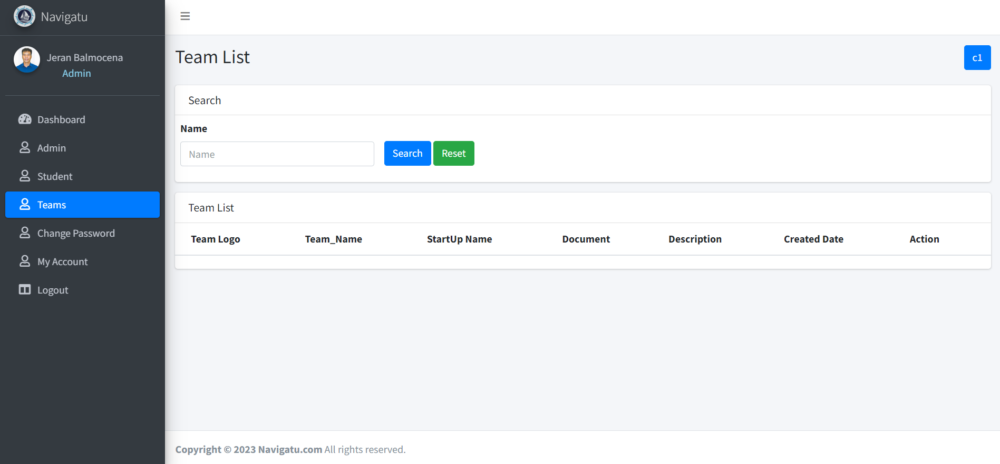 Navigatu
Jeran Balmocena
Admin
Dashboard
Admin
Student
Teams
Change Password
My Account
Logout
Team List
c1
Search
Name
Name
Search Reset
Team List
Team Logo Team_Name StartUp Name Document Description Created Date Action
Copyright © 2023 Navigatu.com All rights reserved.